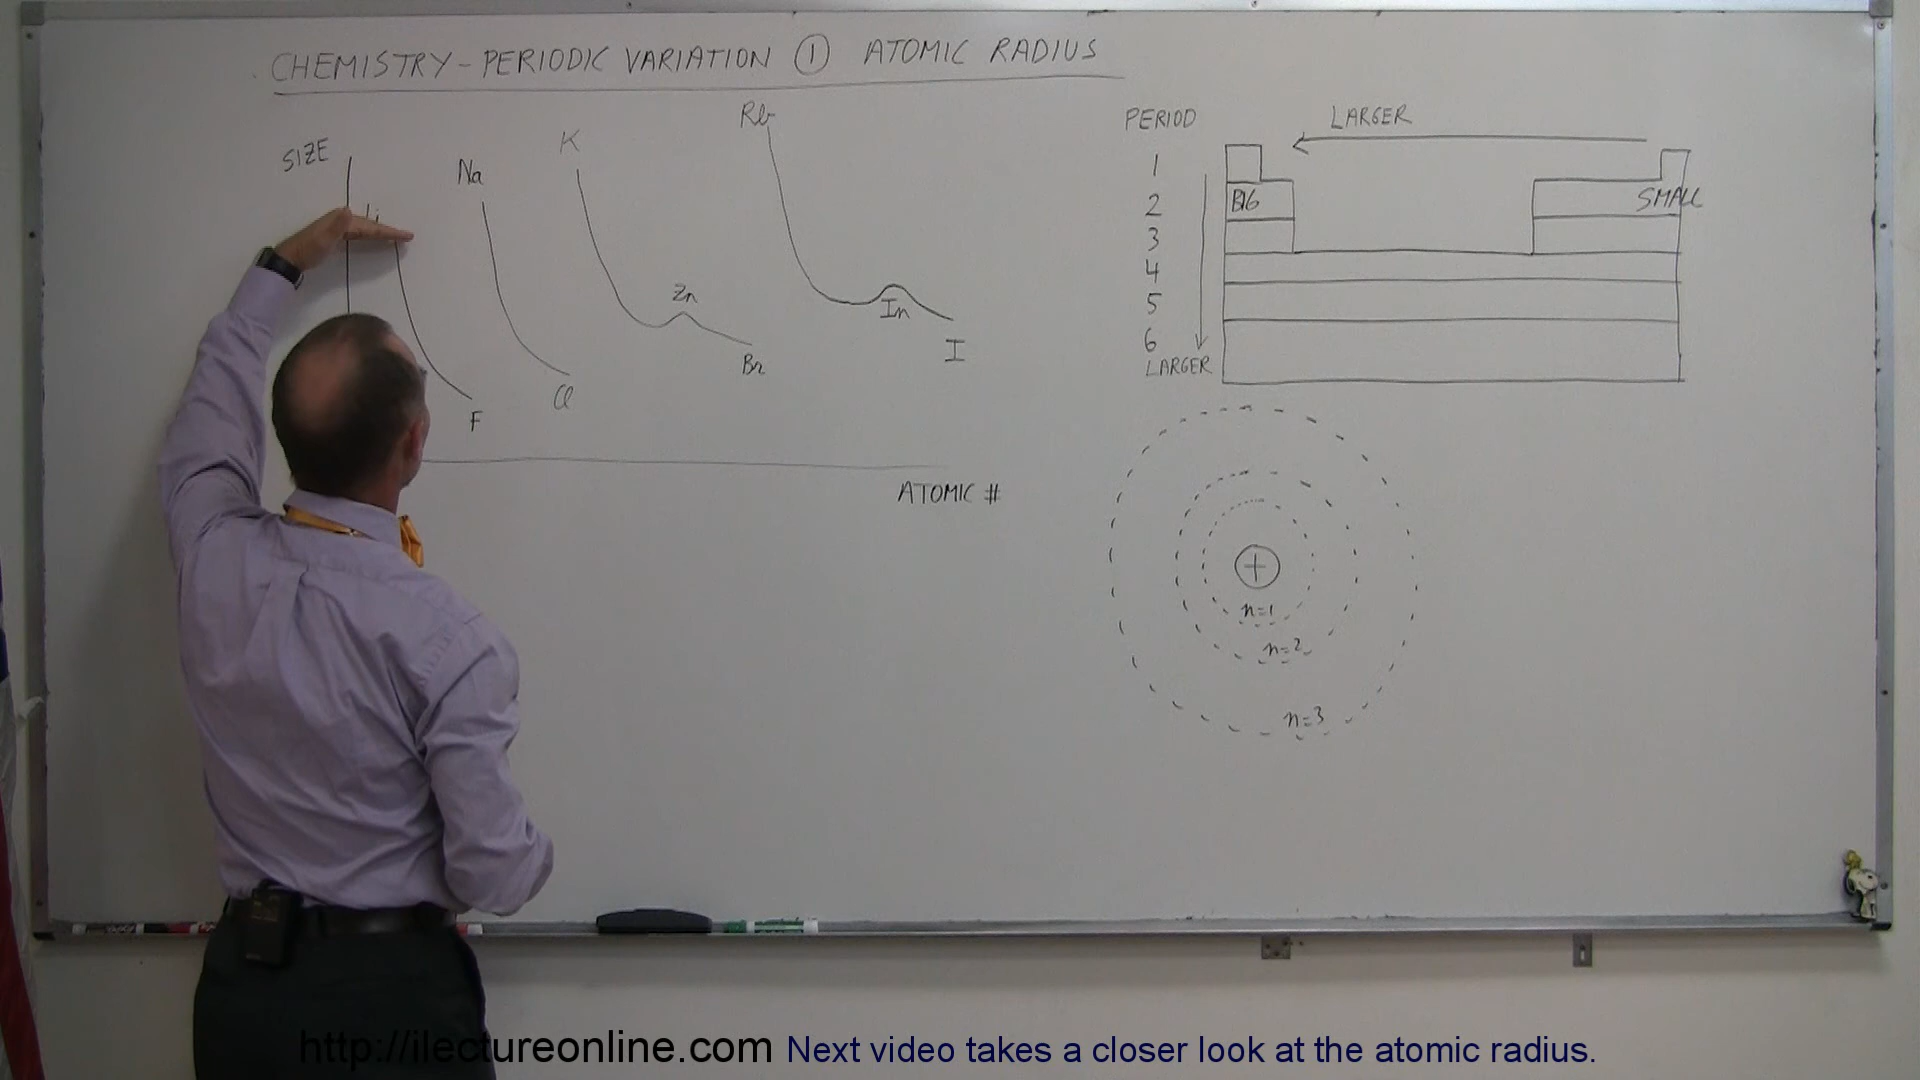 CHEMISTRY - PERIODIC VARIATION ① ATOMIC RADIUS
SIZE
Li
Na
K
Rb
F
Cl
Zn
Br
In
I
ATOMIC #
PERIOD
LARGER
1
2
3
4
5
6
LARGER
BIG
SMALL
+
n=1
n=2
n=3
http://ilectureonline.com Next video takes a closer look at the atomic radius.